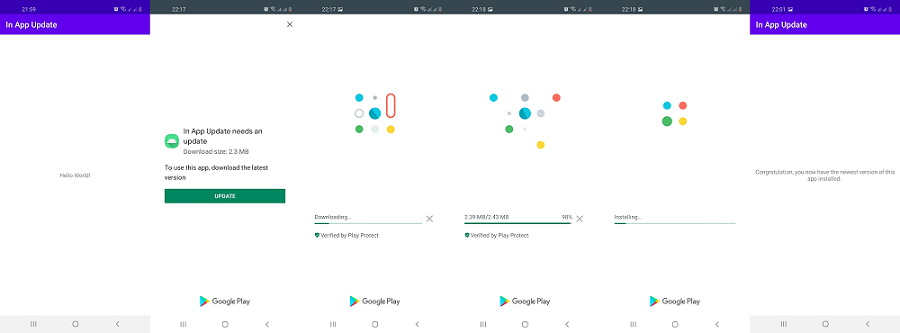 21:59
In App Update
Hello World!
22:17
In App Update needs an
update
Download size: 2.3 MB
To use this app, download the latest
version
UPDATE
Google Play
22:17
Downloading...
Verified by Play Protect
Google Play
22:18
2.39 MB/2.43 MB 98%
Verified by Play Protect
Google Play
22:18
Installing...
Google Play
22:01
In App Update
Congratulation, you now have the newest version of this
app installed.